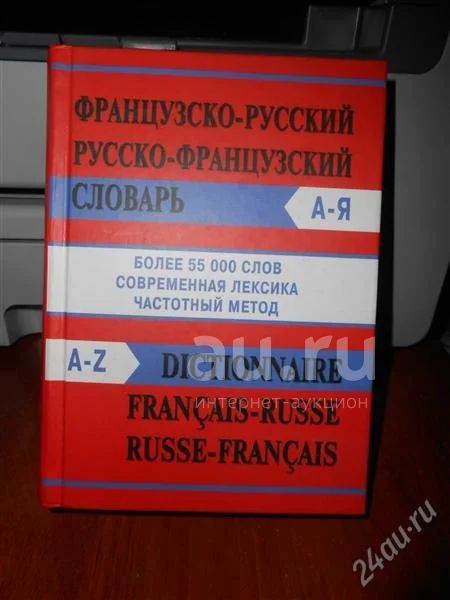 ФРАНЦУЗСКО-РУССКИЙ
РУССКО-ФРАНЦУЗСКИЙ
СЛОВАРЬ
А-Я
БОЛЕЕ 55 000 СЛОВ
СОВРЕМЕННАЯ ЛЕКСИКА
ЧАСТОТНЫЙ МЕТОД
au.ru
интернет-аукцион
A-Z
DICTIONNAIRE
FRANÇAIS-RUSSE
RUSSE-FRANÇAIS
24au.ru